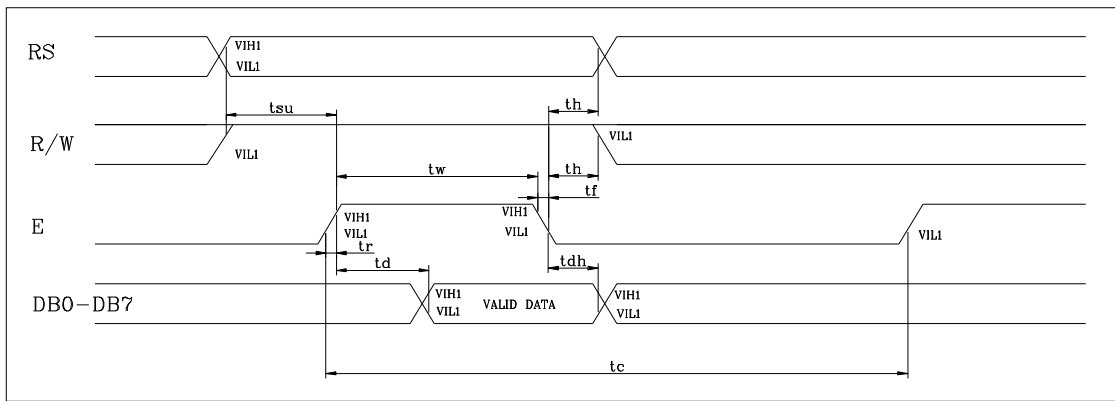 RS
VIH1
VIL1
tsu
th
R/W
VIL1
VIL1
tw
th
tf
E
VIH1
VIL1
VIH1
VIL1
VIL1
tr
td
tdh
DB0-DB7
VIH1
VIL1
VALID DATA
VIH1
VIL1
tc